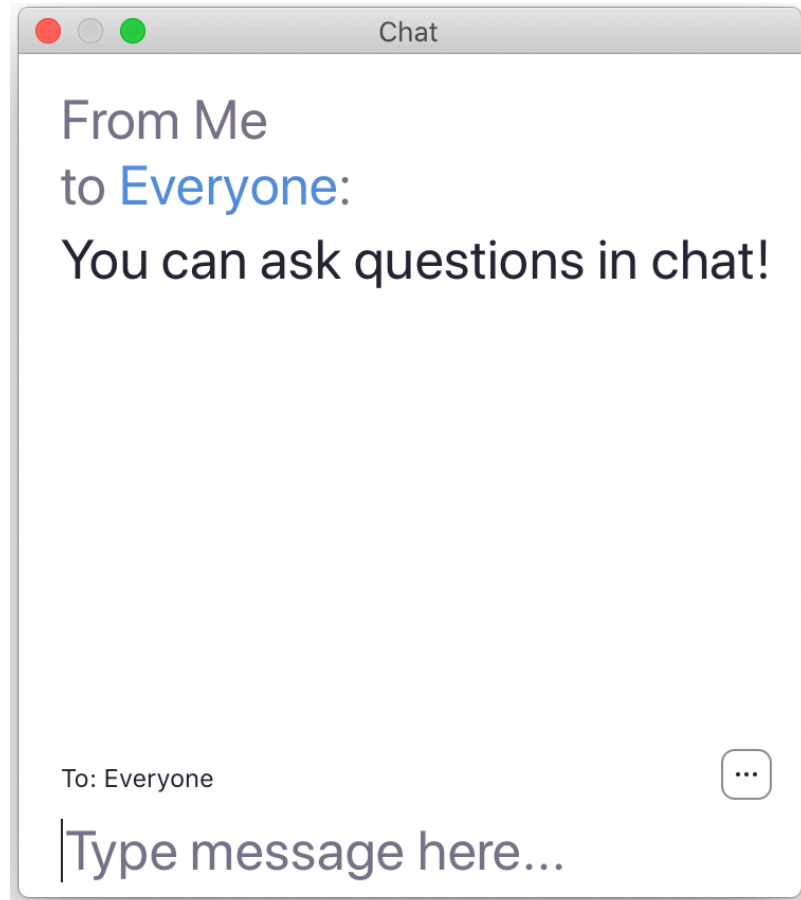 Chat
From Me
to Everyone:
You can ask questions in chat!
To: Everyone
...
Type message here...